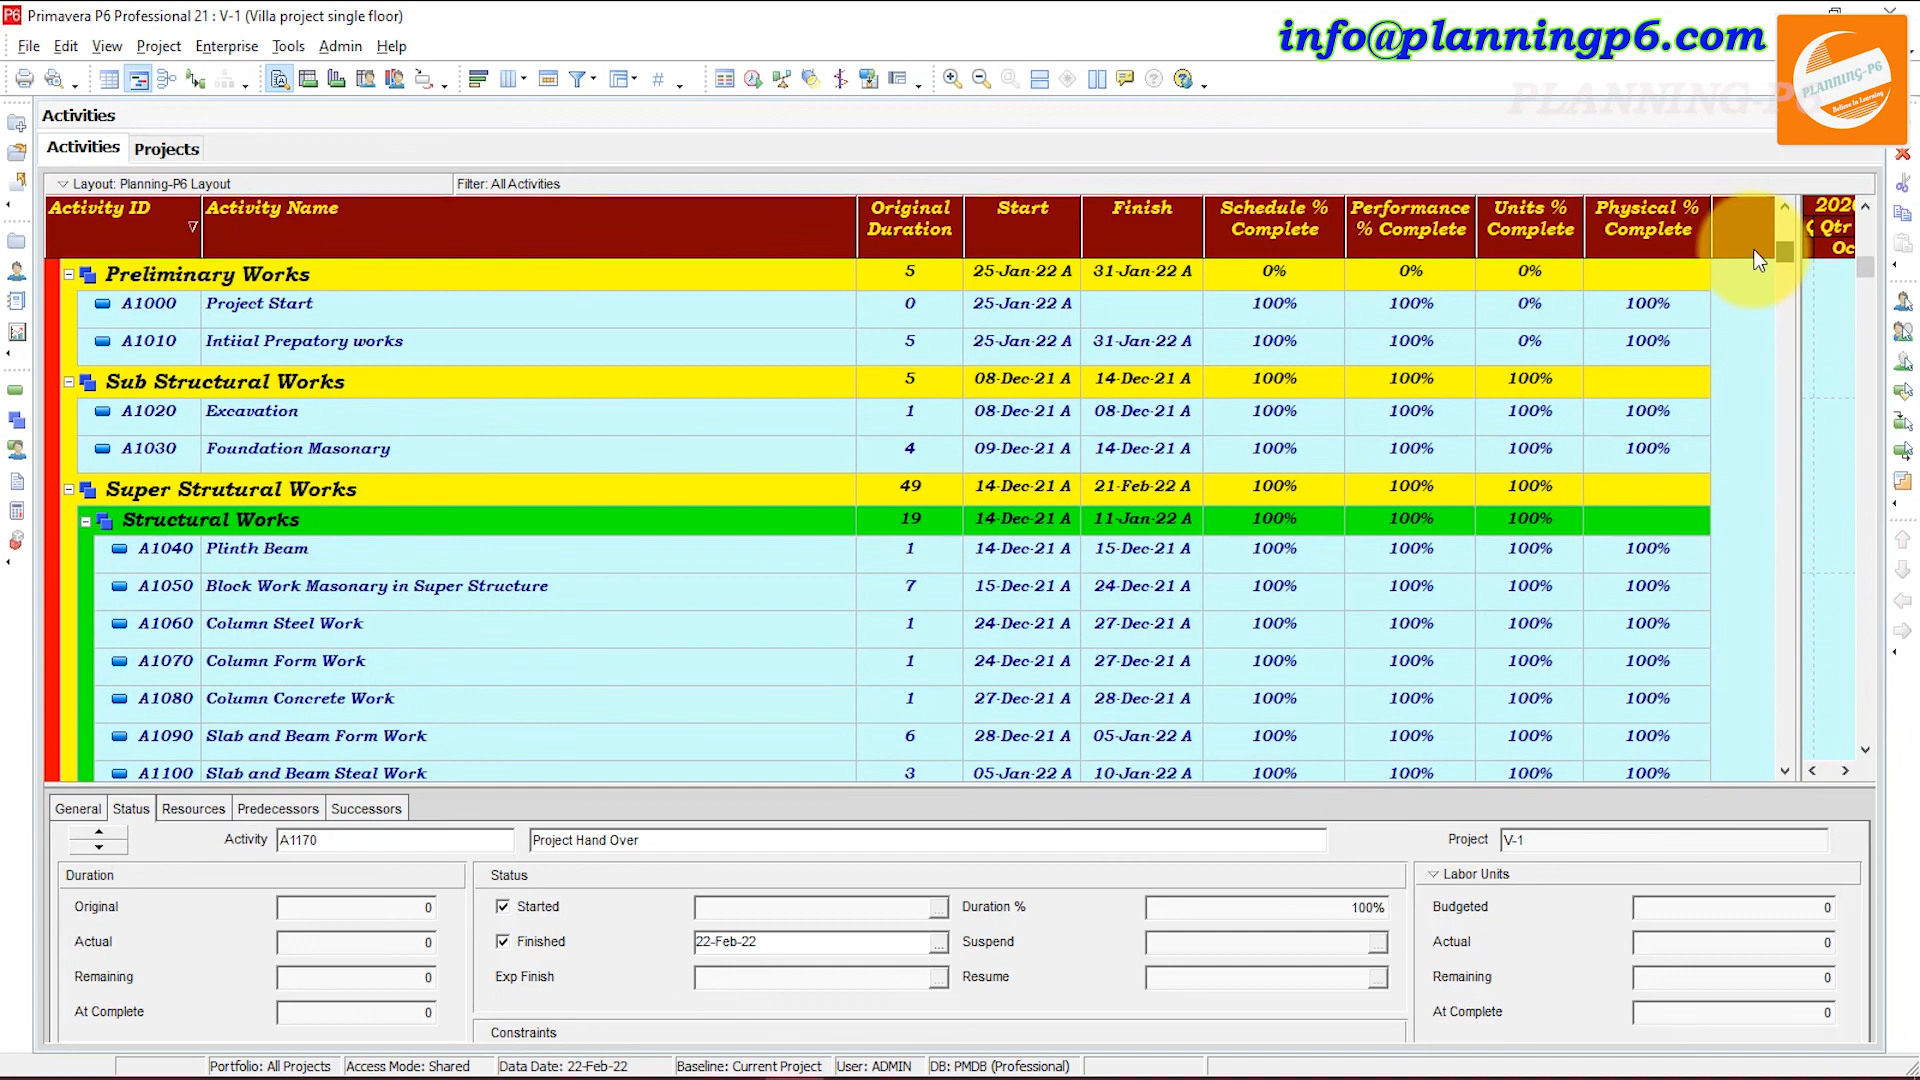 Primavera P6 Professional 21 : V-1 (Villa project single floor)
info@planningp6.com
PLANNING-P6
Believe In Learning
PLANNING-P6
File Edit View Project Enterprise Tools Admin Help
Activities
Activities Projects
Layout: Planning-P6 Layout Filter: All Activities
Activity ID Activity Name Original Duration Start Finish Schedule % Complete Performance % Complete Units % Complete Physical % Complete
Qtr
Oc
Preliminary Works 5 25-Jan-22 A 31-Jan-22 A 0% 0% 0%
A1000 Project Start 0 25-Jan-22 A 100% 100% 0% 100%
A1010 Intiial Prepatory works 5 25-Jan-22 A 31-Jan-22 A 100% 100% 0% 100%
Sub Structural Works 5 08-Dec-21 A 14-Dec-21 A 100% 100% 100%
A1020 Excavation 1 08-Dec-21 A 08-Dec-21 A 100% 100% 100% 100%
A1030 Foundation Masonary 4 09-Dec-21 A 14-Dec-21 A 100% 100% 100% 100%
Super Strutural Works 49 14-Dec-21 A 21-Feb-22 A 100% 100% 100%
Structural Works 19 14-Dec-21 A 11-Jan-22 A 100% 100% 100%
A1040 Plinth Beam 1 14-Dec-21 A 15-Dec-21 A 100% 100% 100% 100%
A1050 Block Work Masonary in Super Structure 7 15-Dec-21 A 24-Dec-21 A 100% 100% 100% 100%
A1060 Column Steel Work 1 24-Dec-21 A 27-Dec-21 A 100% 100% 100% 100%
A1070 Column Form Work 1 24-Dec-21 A 27-Dec-21 A 100% 100% 100% 100%
A1080 Column Concrete Work 1 27-Dec-21 A 28-Dec-21 A 100% 100% 100% 100%
A1090 Slab and Beam Form Work 6 28-Dec-21 A 05-Jan-22 A 100% 100% 100% 100%
A1100 Slab and Beam Steal Work 3 05-Jan-22 A 10-Jan-22 A 100% 100% 100% 100%
General Status Resources Predecessors Successors
Activity A1170 Project Hand Over Project V-1
Duration Status Labor Units
Original 0 Started Duration % 100% Budgeted 0
Actual 0 Finished 22-Feb-22 Suspend Actual 0
Remaining 0 Exp Finish Resume Remaining 0
At Complete 0 At Complete 0
Constraints
Portfolio: All Projects Access Mode: Shared Data Date: 22-Feb-22 Baseline: Current Project User: ADMIN DB: PMDB (Professional)